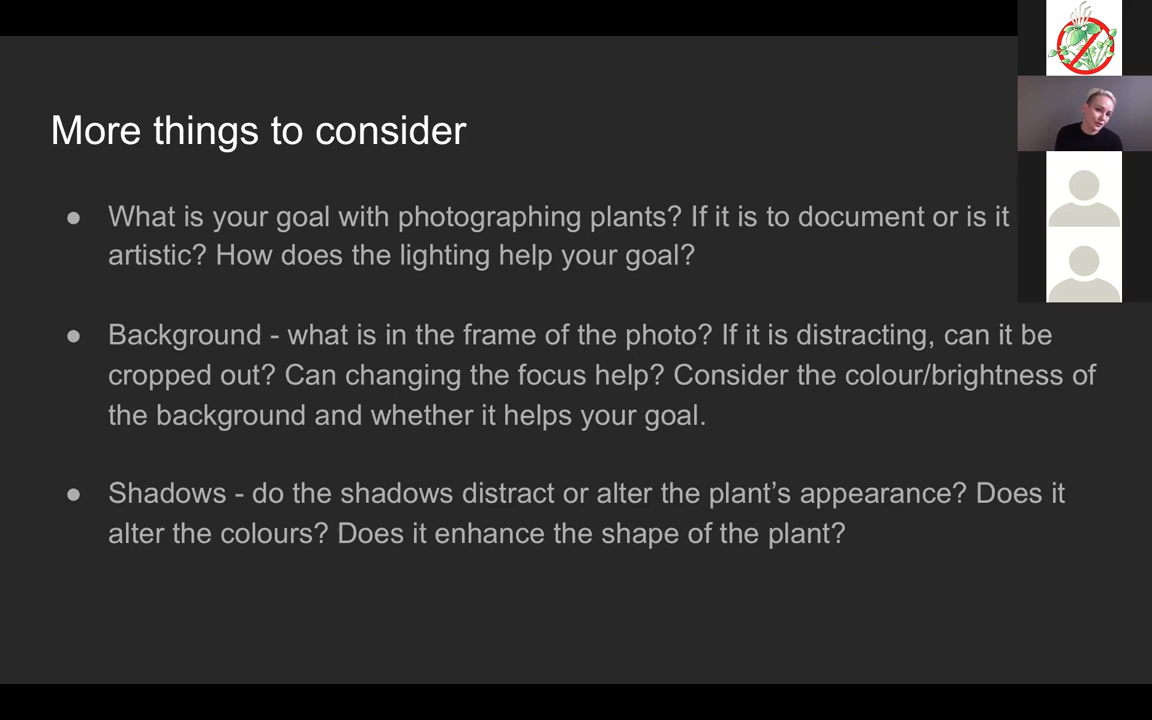 More things to consider
● What is your goal with photographing plants? If it is to document or is it
artistic? How does the lighting help your goal?
● Background - what is in the frame of the photo? If it is distracting, can it be
cropped out? Can changing the focus help? Consider the colour/brightness of
the background and whether it helps your goal.
● Shadows - do the shadows distract or alter the plant’s appearance? Does it
alter the colours? Does it enhance the shape of the plant?